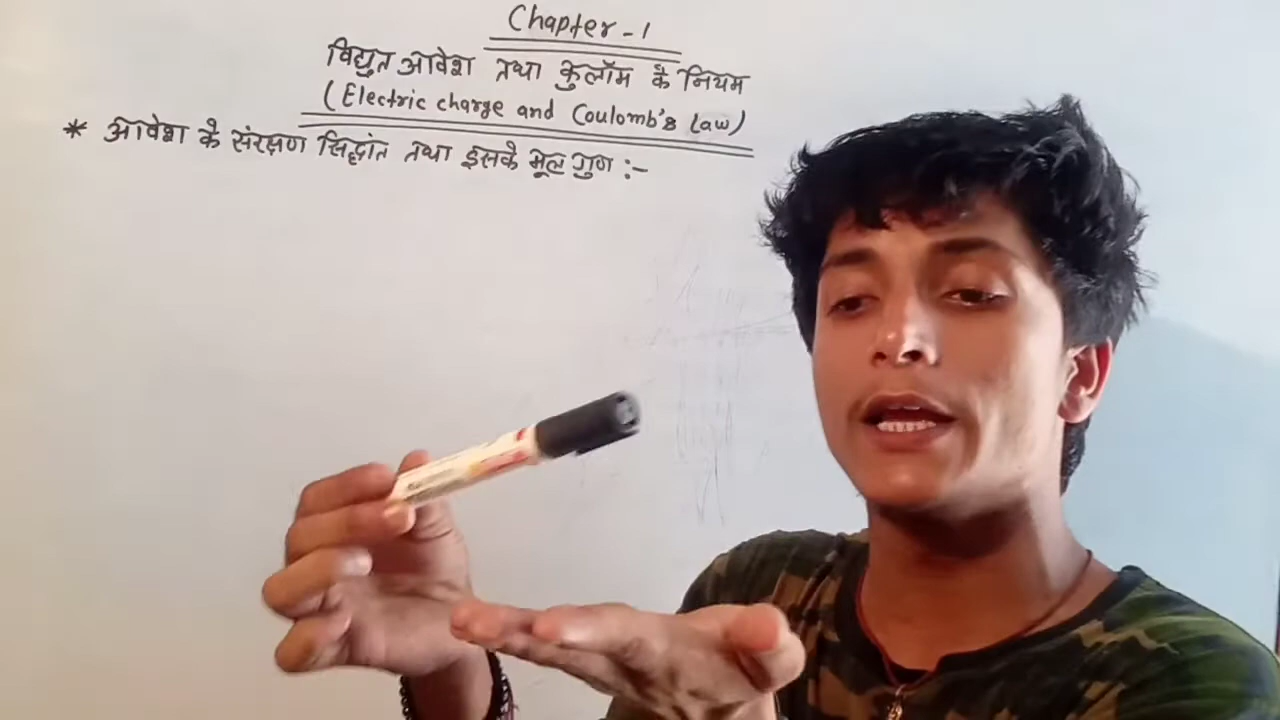 Chapter - 1
विद्युत आवेश तथा कुलॉम के नियम
(Electric charge and Coulomb's Law)
* आवेश के संरक्षण सिद्धांत तथा इसके मूल गुण :-